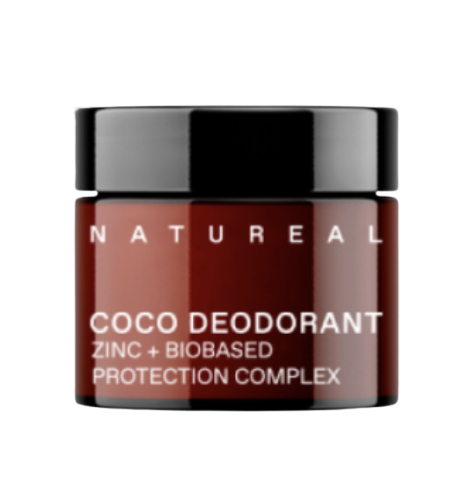 NATUREAL
COCO DEODORANT
ZINC + BIOBASED
PROTECTION COMPLEX